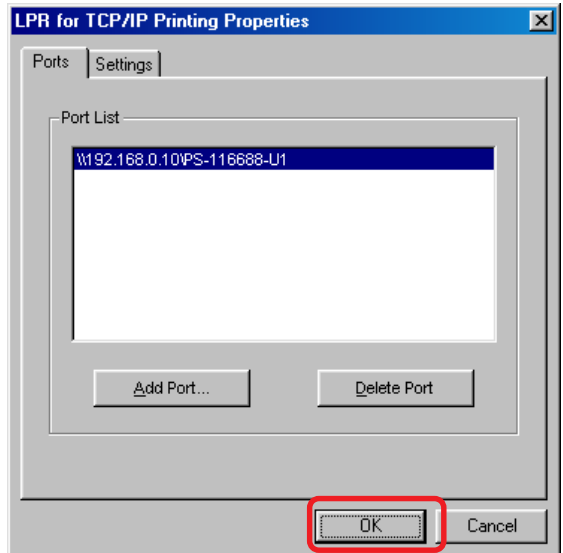 LPR for TCP/IP Printing Properties
Ports Settings
Port List
\\192.168.0.10\PS-116688-U1
Add Port... Delete Port
OK Cancel